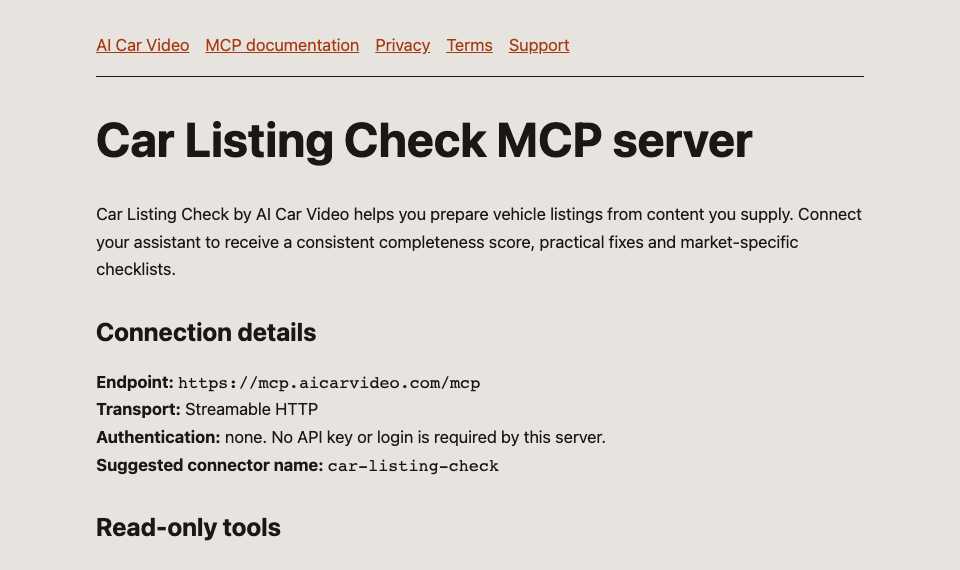 AI Car Video MCP documentation Privacy Terms Support
Car Listing Check MCP server
Car Listing Check by AI Car Video helps you prepare vehicle listings from content you supply. Connect
your assistant to receive a consistent completeness score, practical fixes and market-specific
checklists.
Connection details
Endpoint: https://mcp.aicarvideo.com/mcp
Transport: Streamable HTTP
Authentication: none. No API key or login is required by this server.
Suggested connector name: car-listing-check
Read-only tools